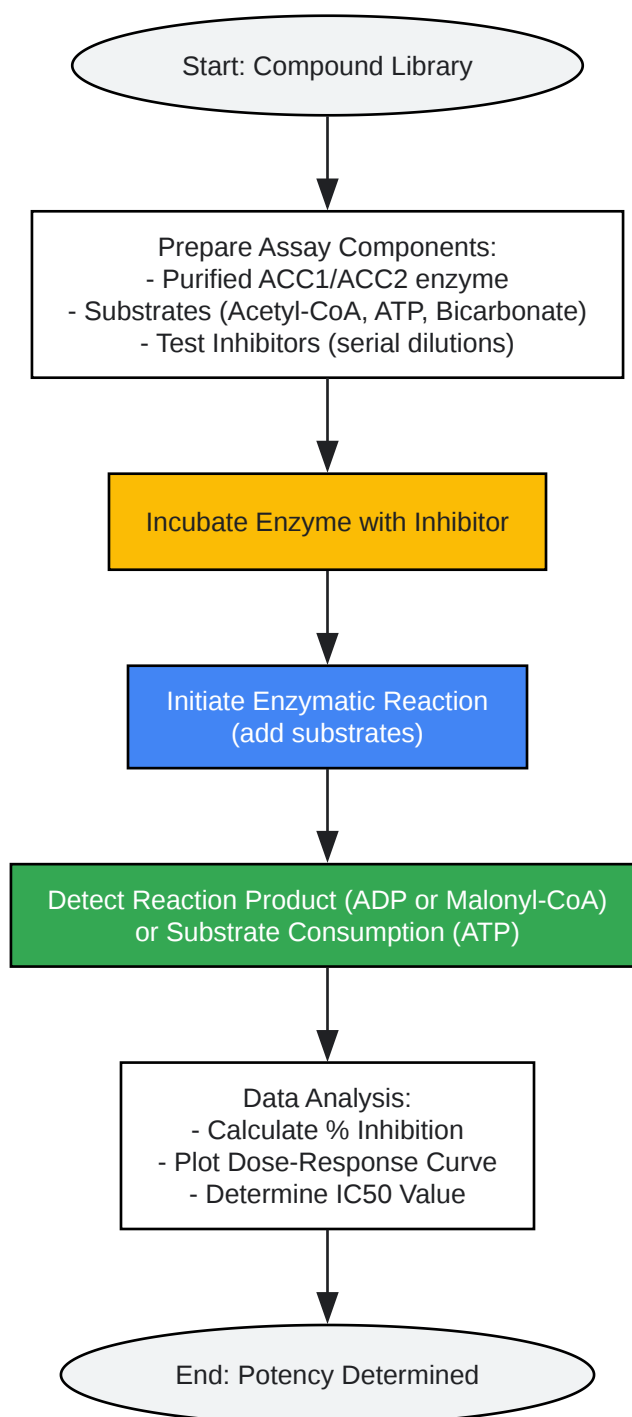 Start: Compound Library
Prepare Assay Components:
- Purified ACC1/ACC2 enzyme
- Substrates (Acetyl-CoA, ATP, Bicarbonate)
- Test Inhibitors (serial dilutions)
Incubate Enzyme with Inhibitor
Initiate Enzymatic Reaction
(add substrates)
Detect Reaction Product (ADP or Malonyl-CoA)
or Substrate Consumption (ATP)
Data Analysis:
- Calculate % Inhibition
- Plot Dose-Response Curve
- Determine IC50 Value
End: Potency Determined